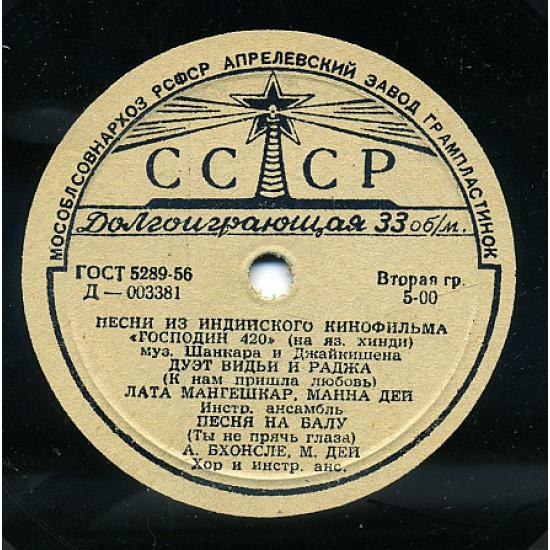 МОСОБЛСОВНАРХОЗ РСФСР АПРЕЛЕВСКИЙ ЗАВОД ГРАМПЛАСТИНОК
СССР
Долгоиграющая 33 об/м.
ГОСТ 5289-56
Д — 003381
Вторая гр.
5-00
ПЕСНИ ИЗ ИНДИЙСКОГО КИНОФИЛЬМА
«ГОСПОДИН 420» (на яз. хинди)
муз. Шанкара и Джайкишена
ДУЭТ ВИДЬИ И РАДЖА
(К нам пришла любовь)
ЛАТА МАНГЕШКАР, МАННА ДЕЙ
Инстр. ансамбль
ПЕСНЯ НА БАЛУ
(Ты не прячь глаза)
А. БХОНСЛЕ, М. ДЕЙ
Хор и инстр. анс.